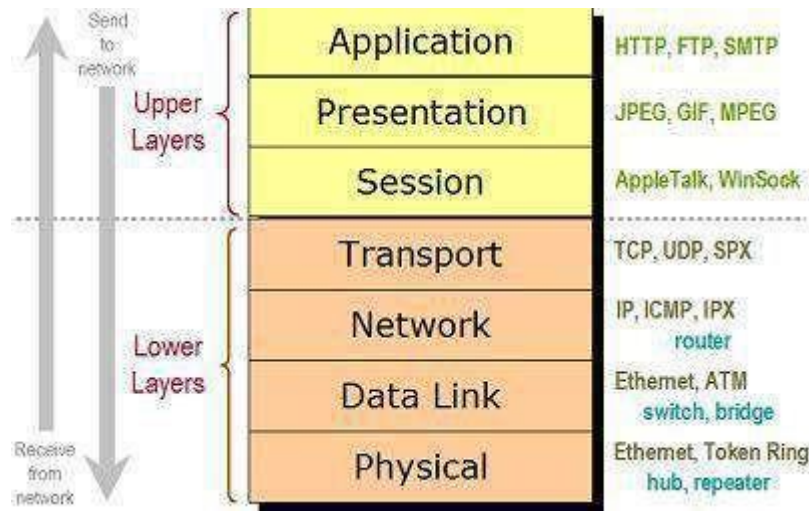 Send
to
network
Upper
Layers
Application
HTTP, FTP, SMTP
Presentation
JPEG, GIF, MPEG
Session
AppleTalk, WinSock
Lower
Layers
Transport
TCP, UDP, SPX
Network
IP, ICMP, IPX
router
Data Link
Ethernet, ATM
switch, bridge
Physical
Ethernet, Token Ring
hub, repeater
Receive
from
network